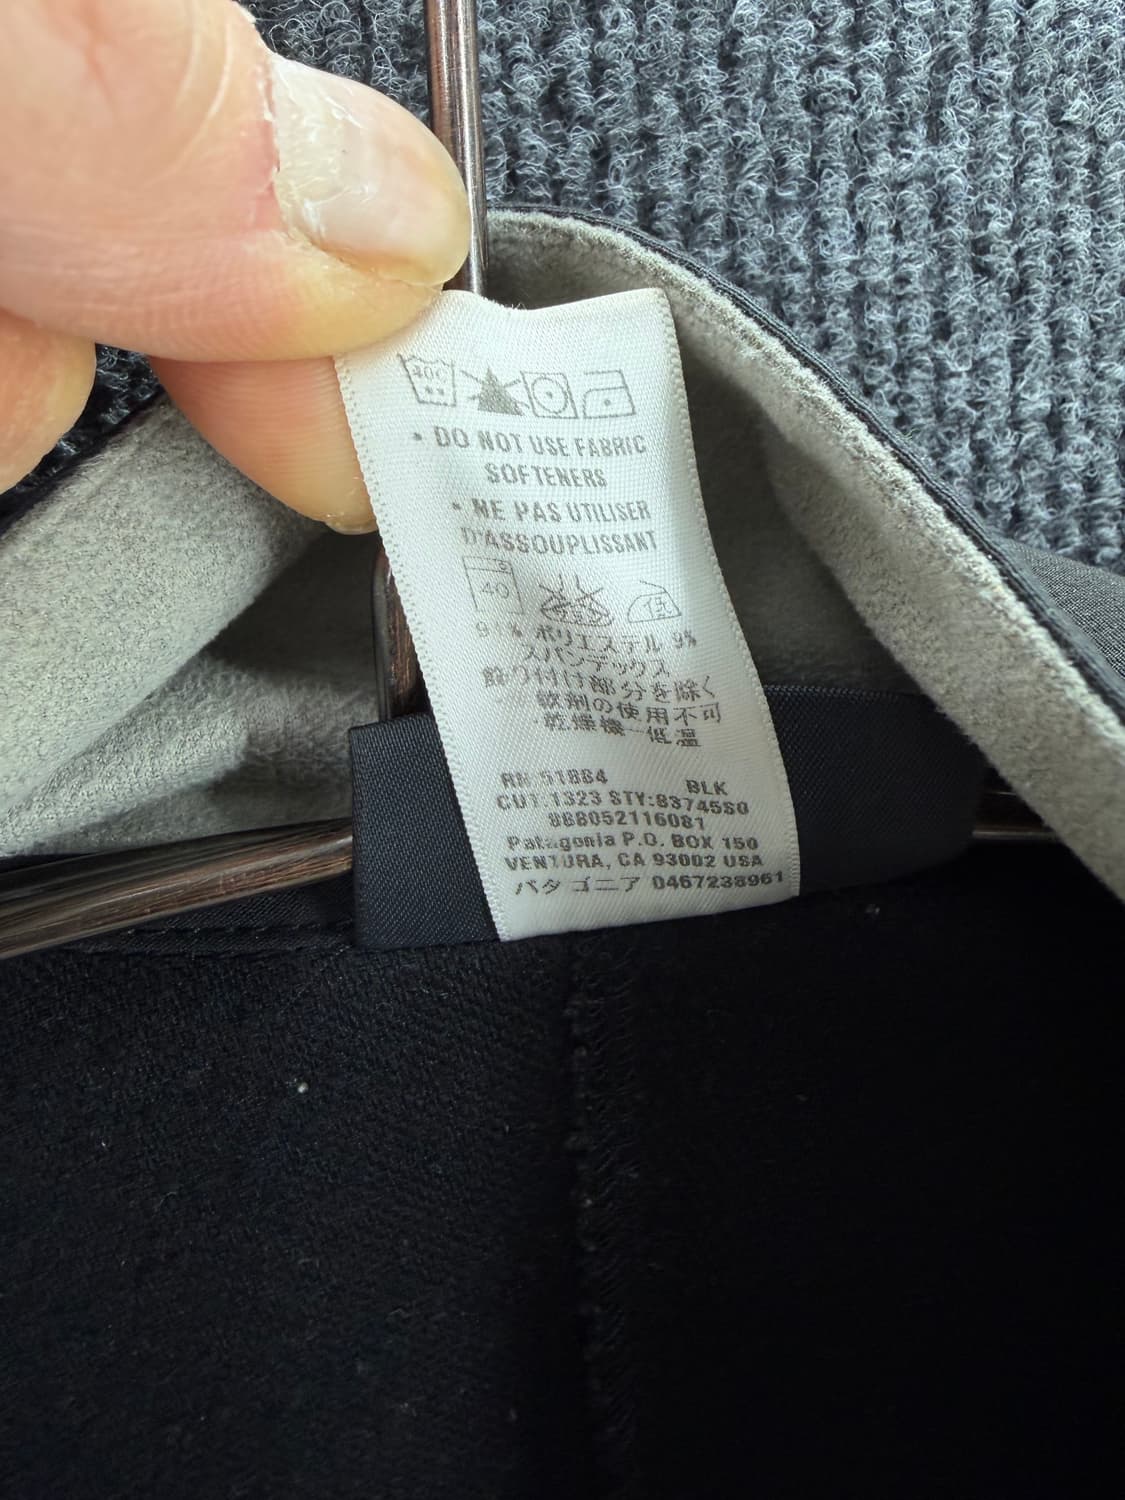 40C
• DO NOT USE FABRIC
SOFTENERS
• NE PAS UTILISER
D'ASSOUPLISSANT
40 低
91% ポリエステル 9%
スパンデックス
飾り付け部分を除く
軟剤の使用不可
乾燥機―低温
RN:51884 BLK
CUT:1323 STY:83745S0
888052116081
Patagonia P.O. BOX 150
VENTURA, CA 93002 USA
パタゴニア 0467238961